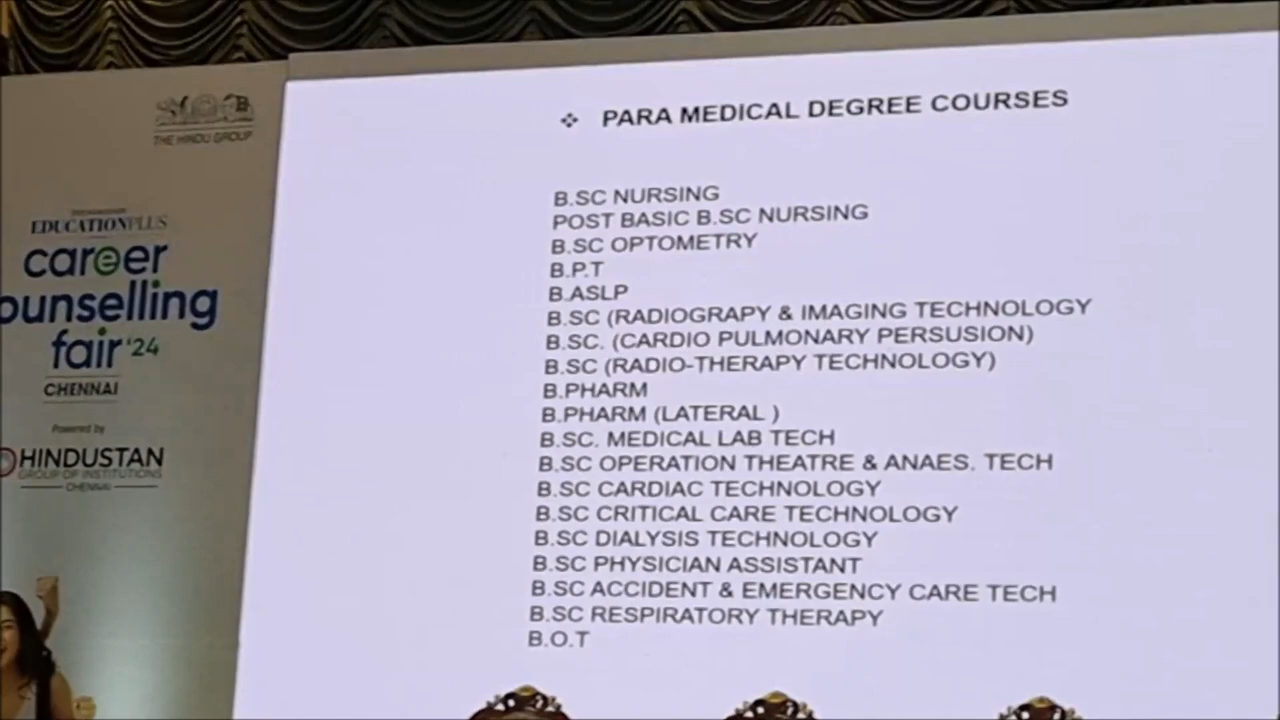 THE HINDU GROUP
EDUCATIONPLUS
career
ounselling
fair '24
CHENNAI
Powered by
HINDUSTAN
GROUP OF INSTITUTIONS
CHENNAI
❖ PARA MEDICAL DEGREE COURSES
B.SC NURSING
POST BASIC B.SC NURSING
B.SC OPTOMETRY
B.P.T
B.ASLP
B.SC (RADIOGRAPY & IMAGING TECHNOLOGY
B.SC. (CARDIO PULMONARY PERSUSION)
B.SC (RADIO-THERAPY TECHNOLOGY)
B.PHARM
B.PHARM (LATERAL )
B.SC. MEDICAL LAB TECH
B.SC OPERATION THEATRE & ANAES. TECH
B.SC CARDIAC TECHNOLOGY
B.SC CRITICAL CARE TECHNOLOGY
B.SC DIALYSIS TECHNOLOGY
B.SC PHYSICIAN ASSISTANT
B.SC ACCIDENT & EMERGENCY CARE TECH
B.SC RESPIRATORY THERAPY
B.O.T